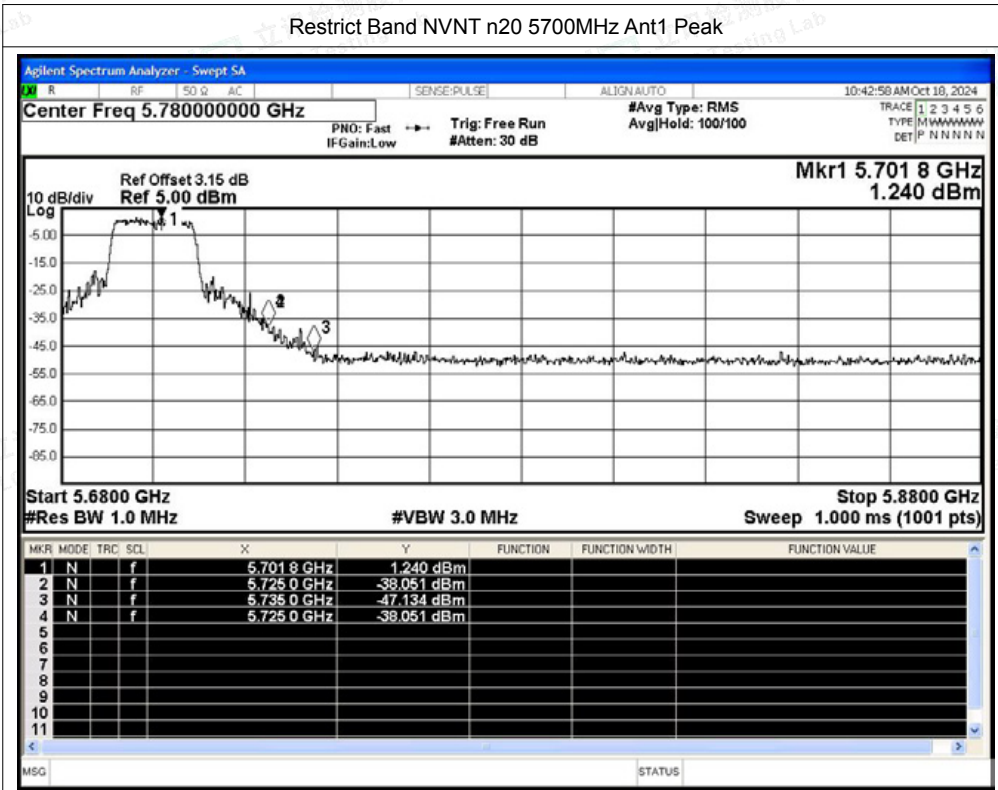 Restrict Band NVNT n20 5700MHz Ant1 Peak
Agilent Spectrum Analyzer - Swept SA
R RF 50 Ω AC SENSE:PULSE ALIGN AUTO 10:42:58 AM Oct 18, 2024
Center Freq 5.780000000 GHz
PNO: Fast
IFGain:Low
Trig: Free Run
#Atten: 30 dB
#Avg Type: RMS
Avg|Hold: 100/100
TRACE 1 2 3 4 5 6
TYPE M
DET P N N N N N
Mkr1 5.701 8 GHz
1.240 dBm
Ref Offset 3.15 dB
10 dB/div Ref 5.00 dBm
Log
1
-5.00
-15.0
-25.0
-35.0
3
-45.0
-55.0
-65.0
-75.0
-85.0
Start 5.6800 GHz Stop 5.8800 GHz
#Res BW 1.0 MHz #VBW 3.0 MHz Sweep 1.000 ms (1001 pts)
MKR MODE TRC SCL X Y FUNCTION FUNCTION WIDTH FUNCTION VALUE
1 N f 5.701 8 GHz 1.240 dBm
2 N f 5.725 0 GHz -38.051 dBm
3 N f 5.735 0 GHz -47.134 dBm
4 N f 5.725 0 GHz -38.051 dBm
5
6
7
8
9
10
11
MSG STATUS